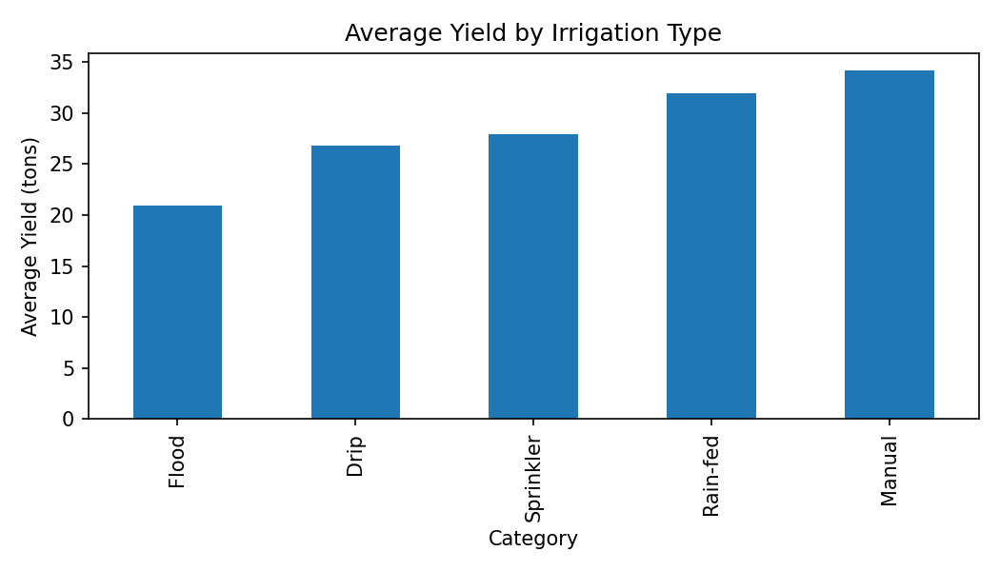 Average Yield by Irrigation Type
Average Yield (tons)
35
30
25
20
15
10
5
0
Flood
Drip
Sprinkler
Rain-fed
Manual
Category